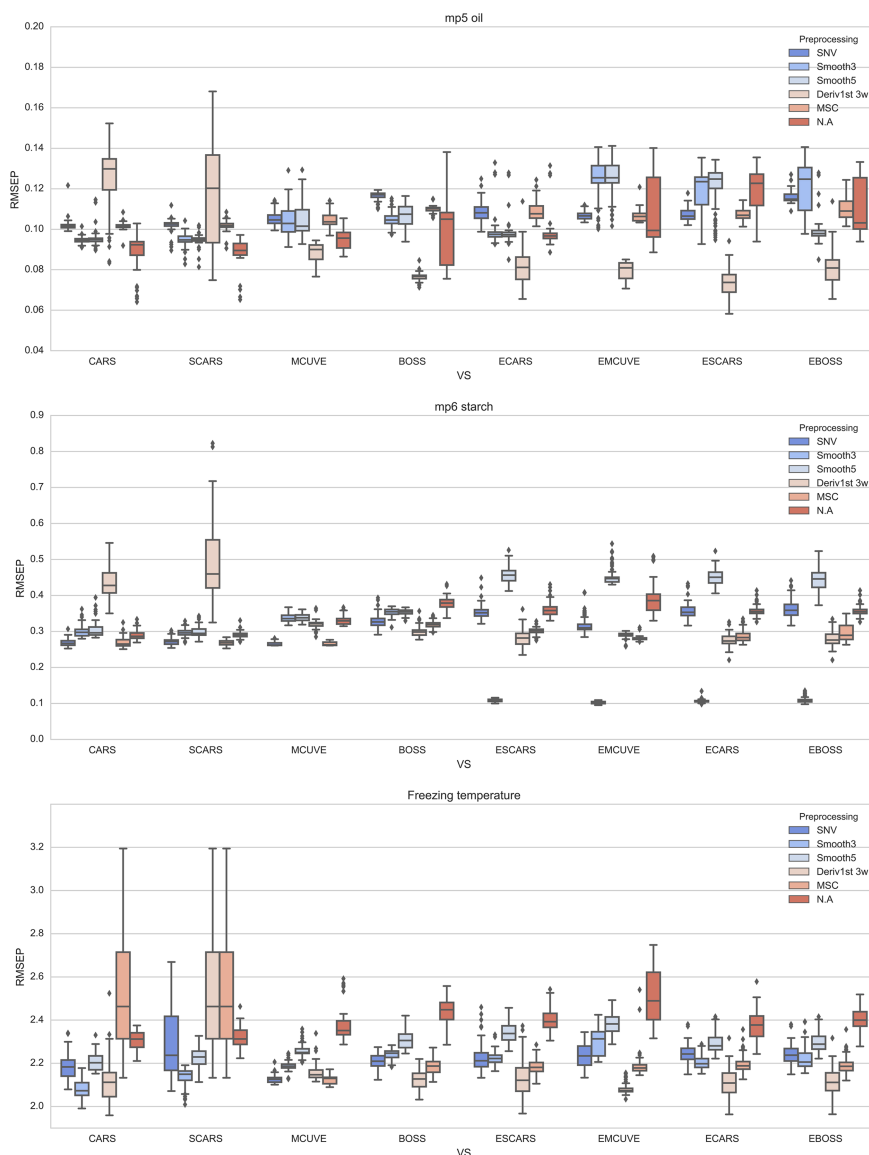 mp5 oil
0.20
0.18
0.16
0.14
0.12
0.10
0.08
0.06
0.04
RMSEP
Preprocessing
SNV
Smooth3
Smooth5
Deriv1st 3w
MSC
N.A
CARS SCARS MCUVE BOSS ECARS EMCUVE ESCARS EBOSS
VS
mp6 starch
0.9
0.8
0.7
0.6
0.5
0.4
0.3
0.2
0.1
0.0
RMSEP
Preprocessing
SNV
Smooth3
Smooth5
Deriv1st 3w
MSC
N.A
CARS SCARS MCUVE BOSS ESCARS EMCUVE ECARS EBOSS
VS
Freezing temperature
3.2
3.0
2.8
2.6
2.4
2.2
2.0
RMSEP
Preprocessing
SNV
Smooth3
Smooth5
Deriv1st 3w
MSC
N.A
CARS SCARS MCUVE BOSS ESCARS EMCUVE ECARS EBOSS
VS